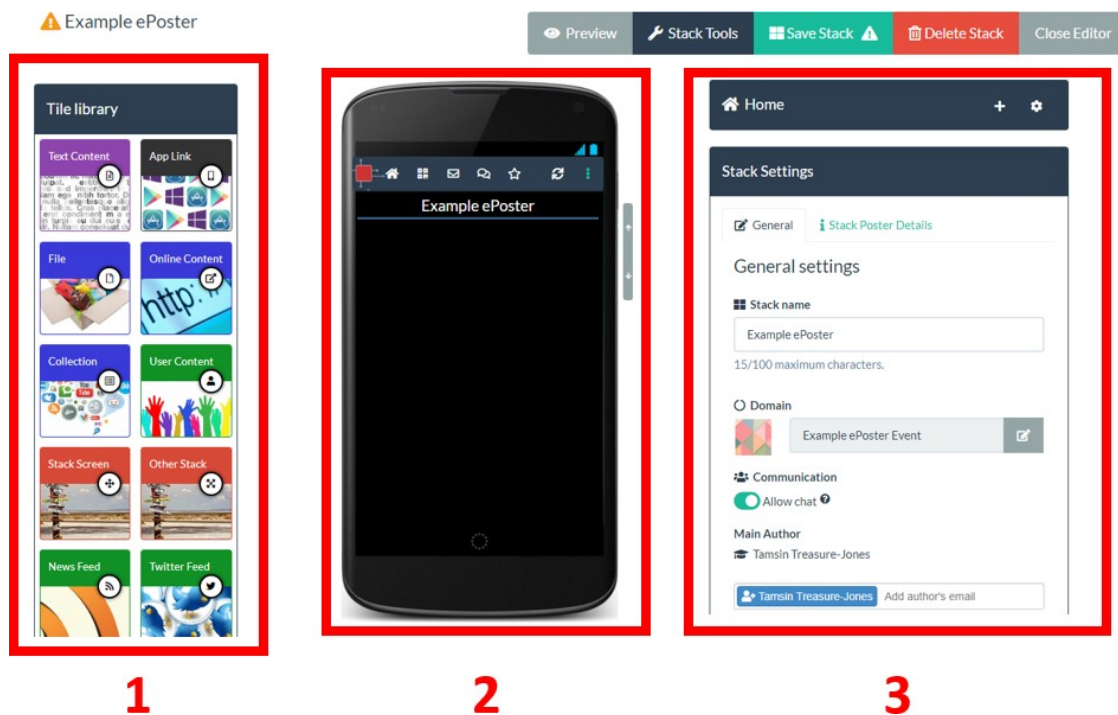 Example ePoster
Preview
Stack Tools
Save Stack
Delete Stack
Close Editor
Tile library
Text Content
App Link
File
Online Content
http:/
Collection
User Content
Stack Screen
Other Stack
News Feed
Twitter Feed
Example ePoster
Home
Stack Settings
General
Stack Poster Details
General settings
Stack name
Example ePoster
15/100 maximum characters.
Domain
Example ePoster Event
Communication
Allow chat
Main Author
Tamsin Treasure-Jones
Tamsin Treasure-Jones Add author's email
1
2
3